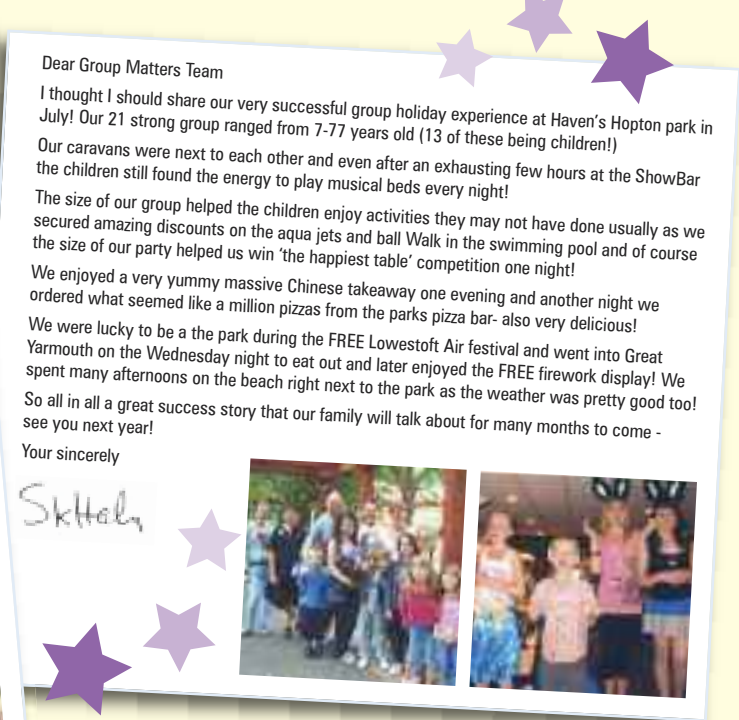 Dear Group Matters Team
I thought I should share our very successful group holiday experience at Haven's Hopton park in
July! Our 21 strong group ranged from 7-77 years old (13 of these being children!)
Our caravans were next to each other and even after an exhausting few hours at the ShowBar
the children still found the energy to play musical beds every night!
The size of our group helped the children enjoy activities they may not have done usually as we
secured amazing discounts on the aqua jets and ball Walk in the swimming pool and of course
the size of our party helped us win 'the happiest table' competition one night!
We enjoyed a very yummy massive Chinese takeaway one evening and another night we
ordered what seemed like a million pizzas from the parks pizza bar- also very delicious!
We were lucky to be a the park during the FREE Lowestoft Air festival and went into Great
Yarmouth on the Wednesday night to eat out and later enjoyed the FREE firework display! We
spent many afternoons on the beach right next to the park as the weather was pretty good too!
So all in all a great success story that our family will talk about for many months to come -
see you next year!
Your sincerely